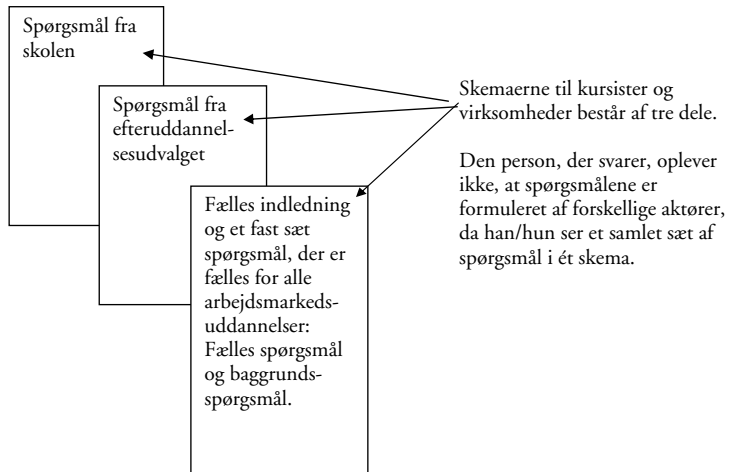 Spørgsmål fra
skolen
Spørgsmål fra
efteruddannel-
sesudvalget
Fælles indledning
og et fast sæt
spørgsmål, der er
fælles for alle
arbejdsmarkeds-
uddannelser:
Fælles spørgsmål
og baggrunds-
spørgsmål.
Skemaerne til kursister og
virksomheder består af tre dele.
Den person, der svarer, oplever
ikke, at spørgsmålene er
formuleret af forskellige aktører,
da han/hun ser et samlet sæt af
spørgsmål i ét skema.